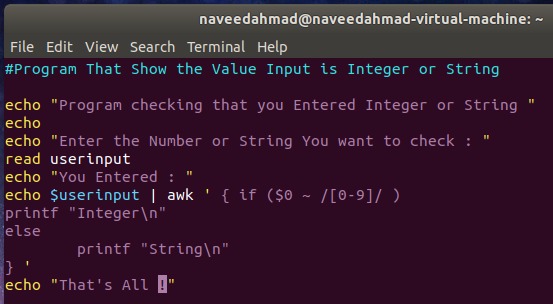 naveedahmad@naveedahmad-virtual-machine: ~
File Edit View Search Terminal Help
#Program That Show the Value Input is Integer or String
echo "Program checking that you Entered Integer or String "
echo
echo "Enter the Number or String You want to check : "
read userinput
echo "You Entered : "
echo $userinput | awk ' { if ($0 ~ /[0-9]/ )
printf "Integer\n"
else
        printf "String\n"
} '
echo "That's All !"